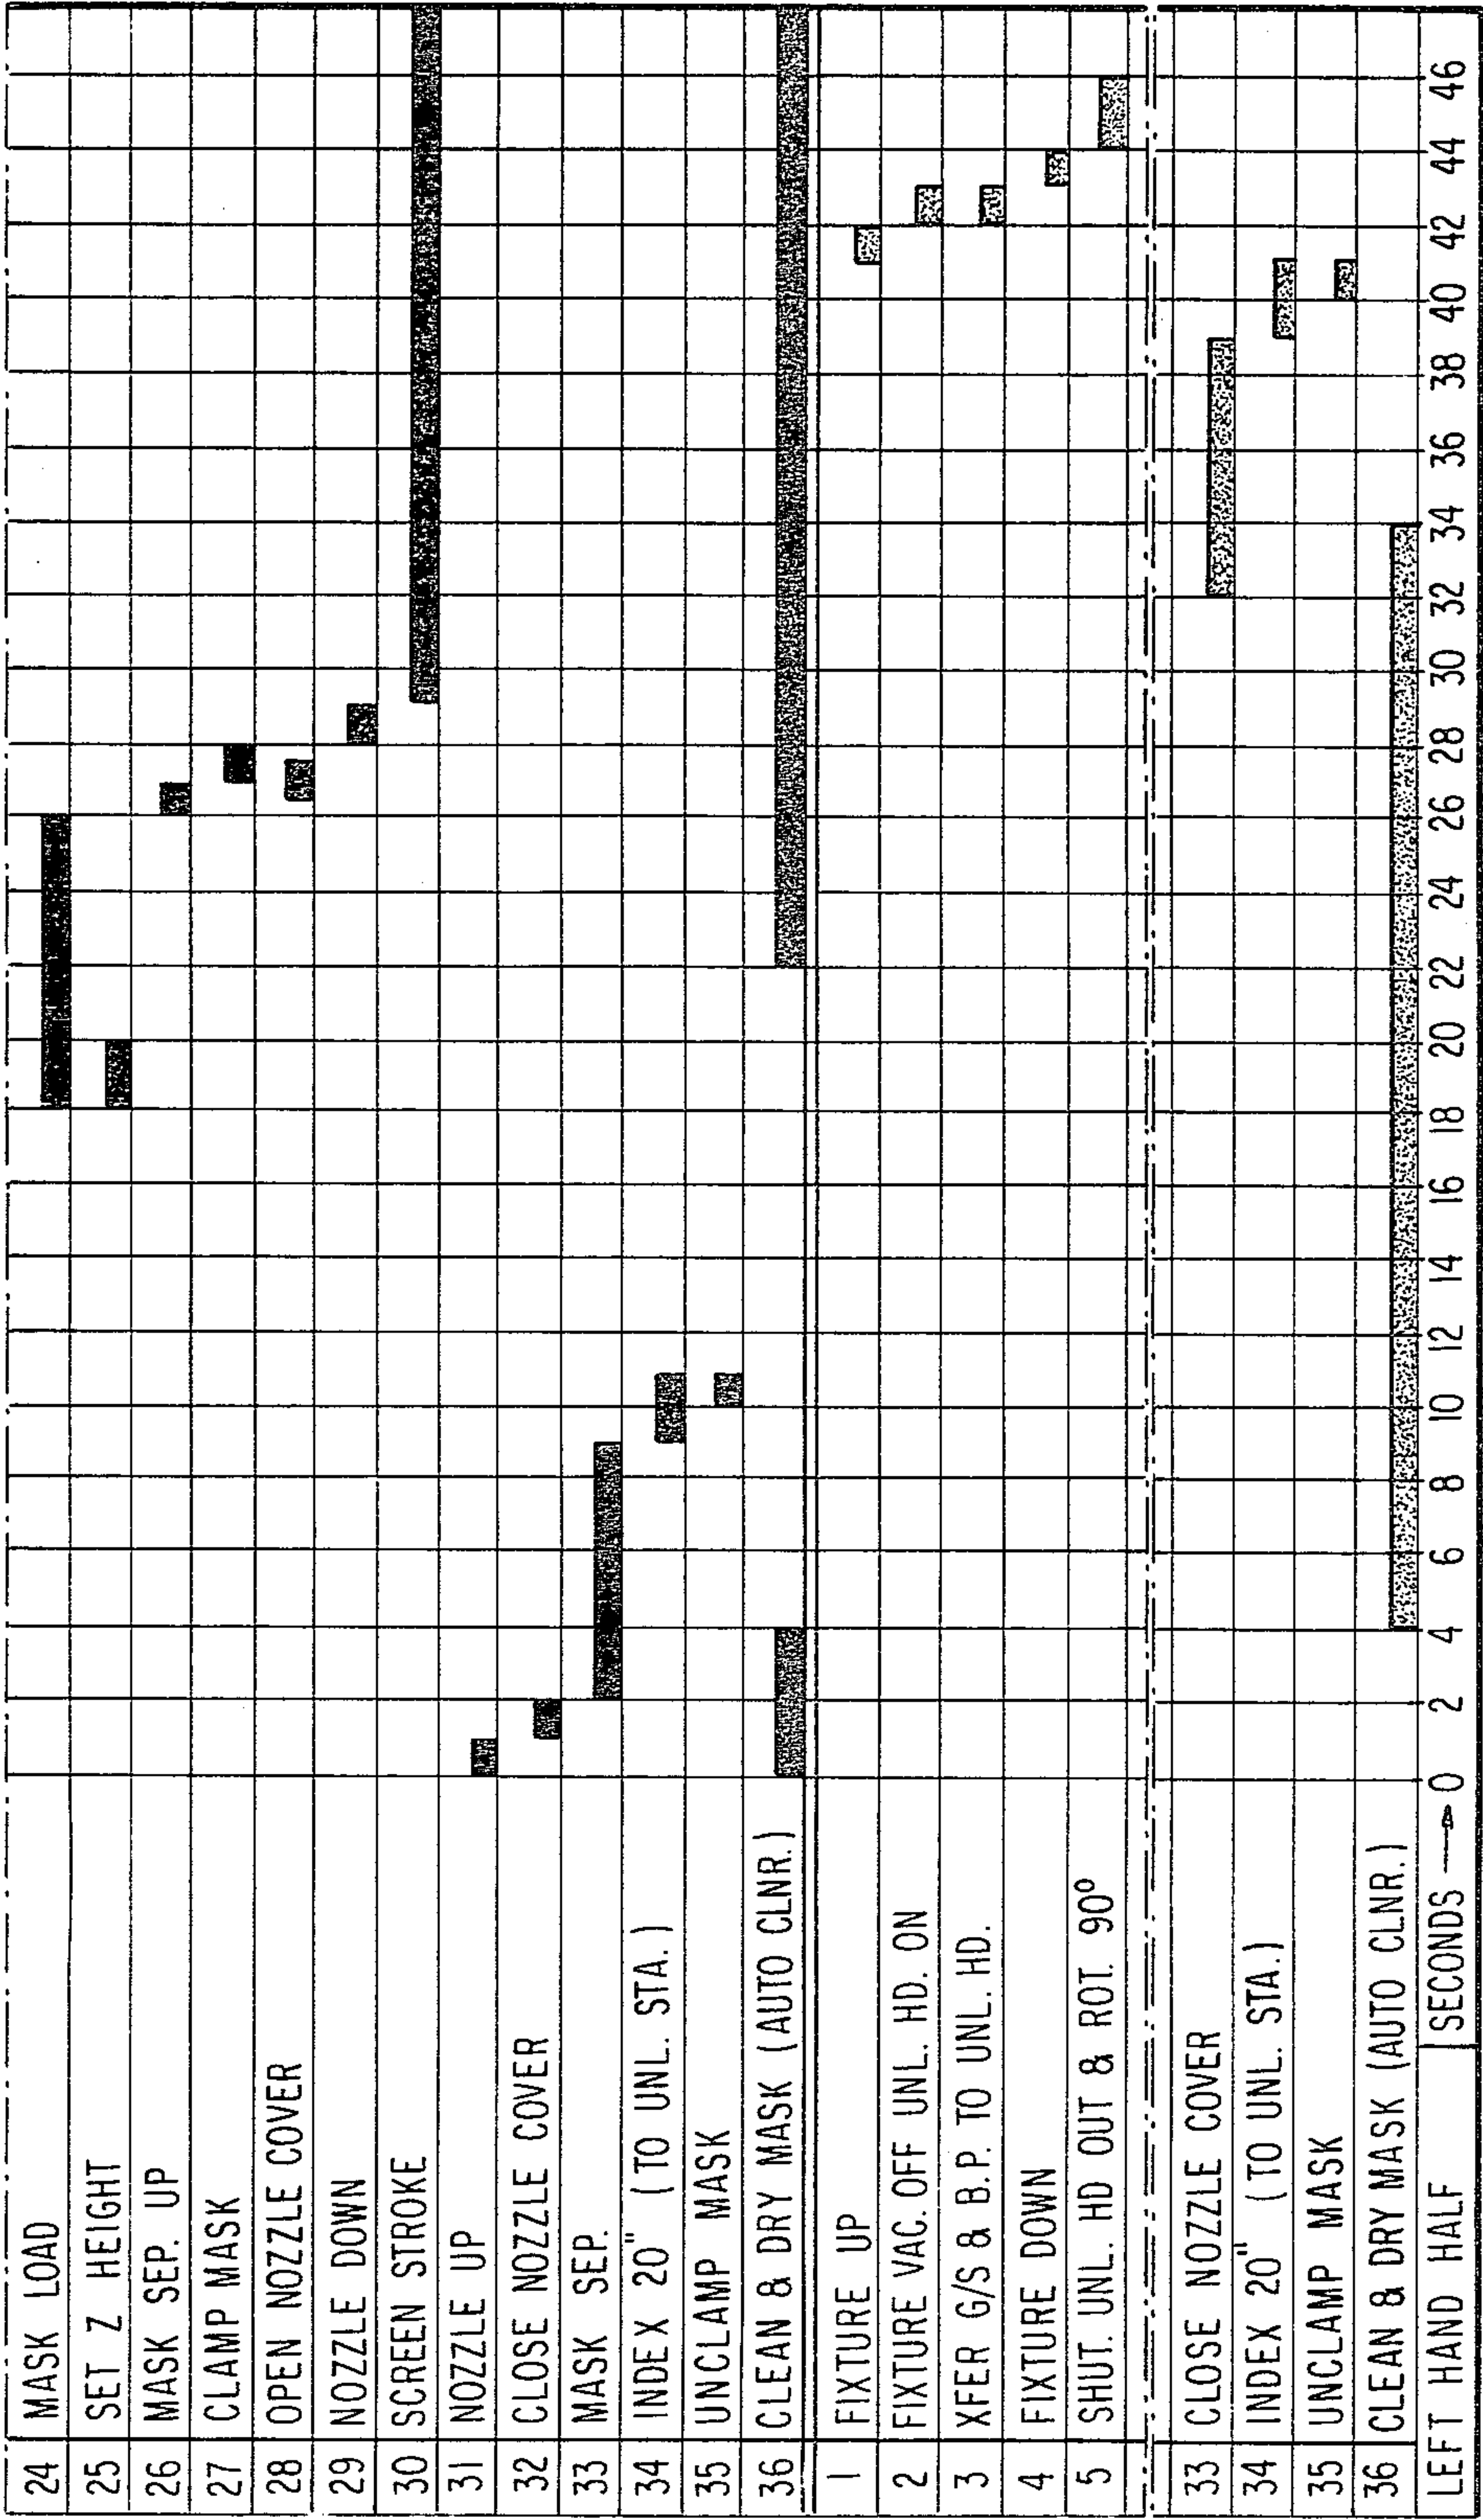 24 MASK LOAD
25 SET Z HEIGHT
26 MASK SEP. UP
27 CLAMP MASK
28 OPEN NOZZLE COVER
29 NOZZLE DOWN
30 SCREEN STROKE
31 NOZZLE UP
32 CLOSE NOZZLE COVER
33 MASK SEP.
34 INDEX 20" (TO UNL. STA.)
35 UNCLAMP MASK
36 CLEAN & DRY MASK (AUTO CLNR.)
1 FIXTURE UP
2 FIXTURE VAC. OFF UNL. HD. ON
3 XFER G/S & B.P. TO UNL. HD.
4 FIXTURE DOWN
5 SHUT. UNL. HD OUT & ROT. 90°
33 CLOSE NOZZLE COVER
34 INDEX 20" (TO UNL. STA.)
35 UNCLAMP MASK
36 CLEAN & DRY MASK (AUTO CLNR.)
LEFT HAND HALF SECONDS → 0 2 4 6 8 10 12 14 16 18 20 22 24 26 28 30 32 34 36 38 40 42 44 46